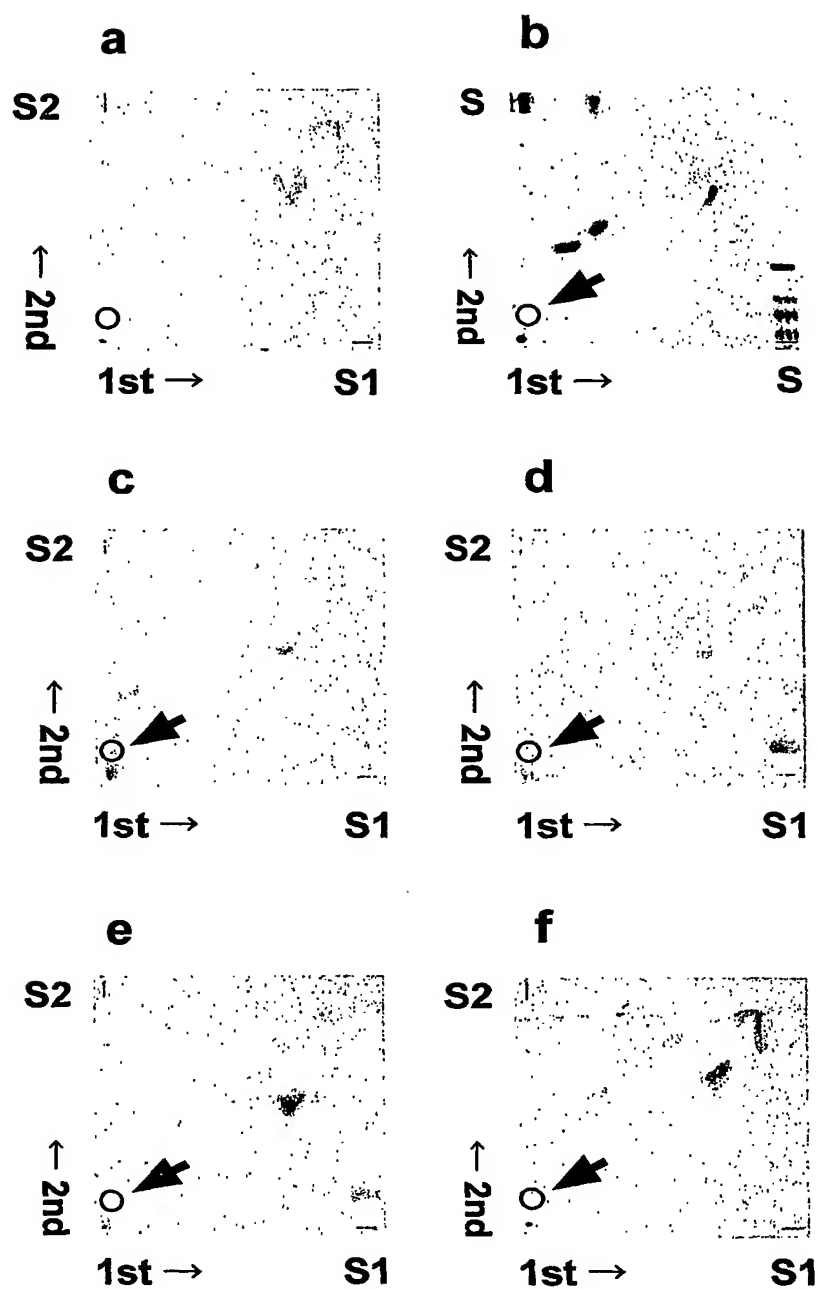 a
b
S2
S
← 2nd
← 2nd
1st →
S1
1st →
S
c
d
S2
S2
← 2nd
← 2nd
1st →
S1
1st →
S1
e
f
S2
S2
← 2nd
← 2nd
1st →
S1
1st →
S1